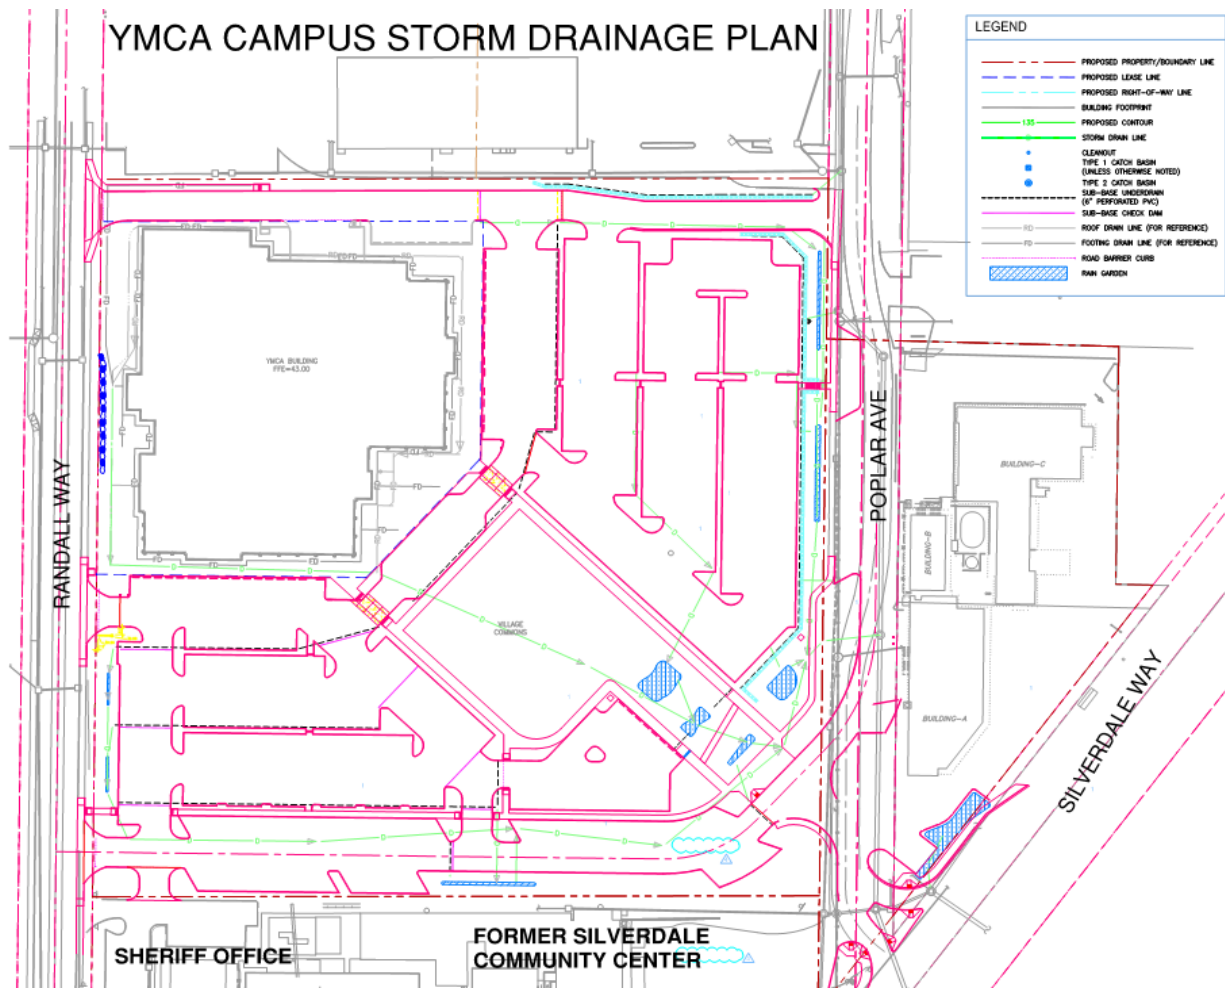 YMCA CAMPUS STORM DRAINAGE PLAN
LEGEND
PROPOSED PROPERTY/BOUNDARY LINE
PROPOSED LEASE LINE
PROPOSED RIGHT-OF-WAY LINE
BUILDING FOOTPRINT
135 PROPOSED CONTOUR
STORM DRAIN LINE
CLEANOUT
TYPE 1 CATCH BASIN
(UNLESS OTHERWISE NOTED)
TYPE 2 CATCH BASIN
SUB-BASE UNDERDRAIN
(6" PERFORATED PVC)
SUB-BASE CHECK DAM
RD ROOF DRAIN LINE (FOR REFERENCE)
FD FOOTING DRAIN LINE (FOR REFERENCE)
ROAD BARRIER CURB
RAIN GARDEN
YMCA BUILDING
FFE=43.00
RANDALL WAY
POPLAR AVE
BUILDING-C
BUILDING-B
VILLAGE
COMMONS
BUILDING-A
SILVERDALE WAY
SHERIFF OFFICE
FORMER SILVERDALE
COMMUNITY CENTER